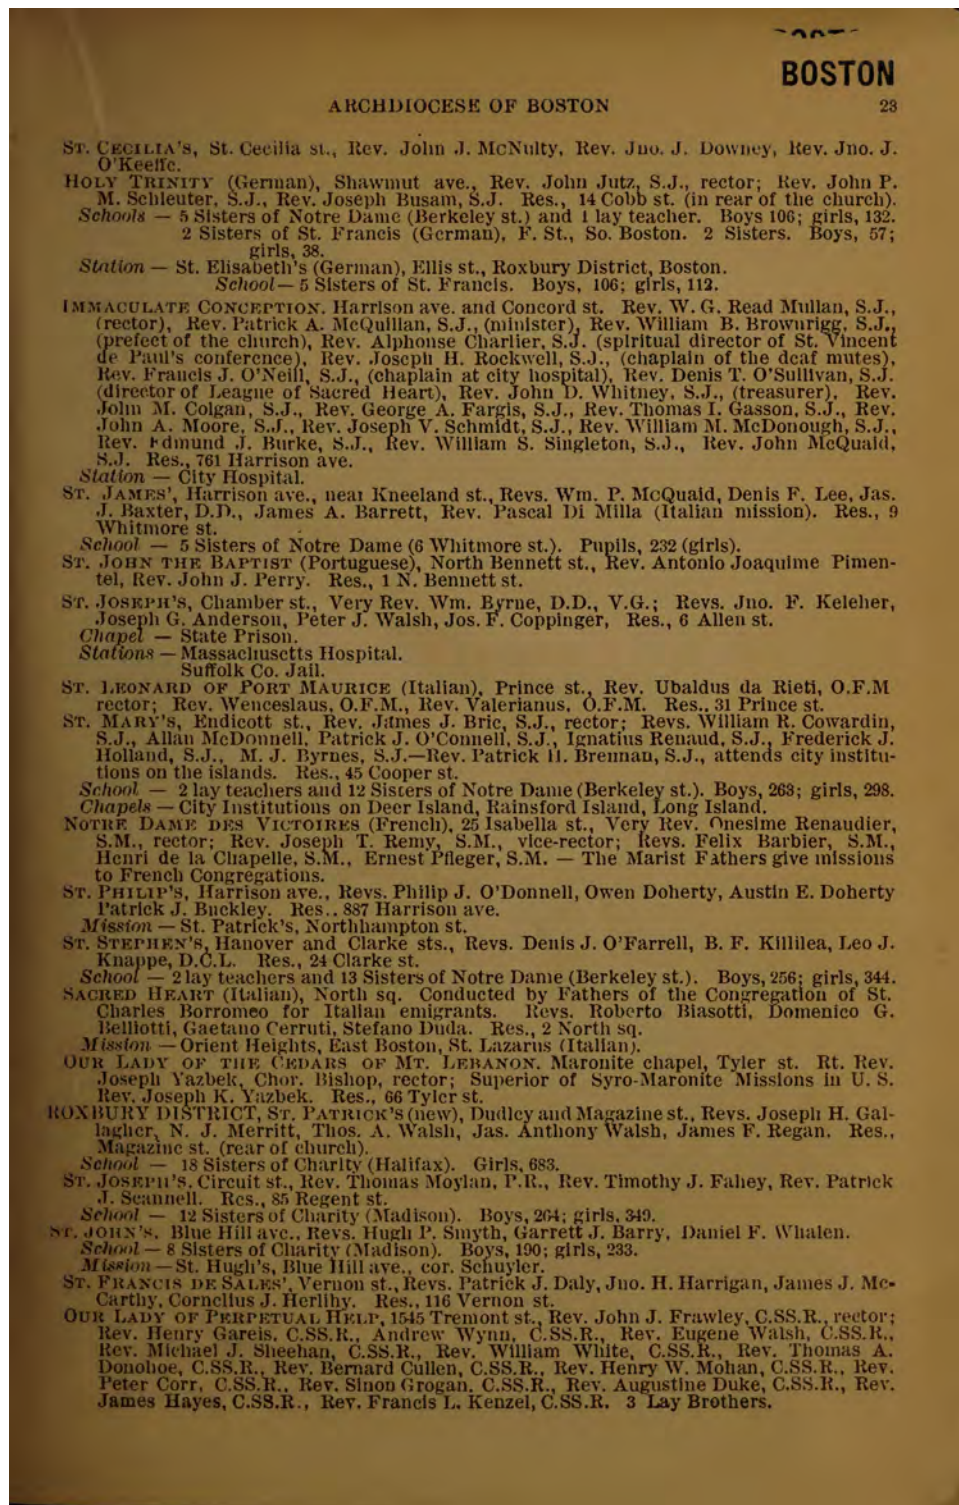 BOSTON
ARCHDIOCESE OF BOSTON 23
ST. CECILIA'S, St. Cecilia st., Rev. John J. McNulty, Rev. Jno. J. Downey, Rev. Jno. J.
O'Keeffe.
HOLY TRINITY (German), Shawmut ave., Rev. John Jutz, S.J., rector; Rev. John P.
M. Schleuter, S.J., Rev. Joseph Busam, S.J. Res., 14 Cobb st. (in rear of the church).
Schools — 5 Sisters of Notre Dame (Berkeley st.) and 1 lay teacher. Boys 106; girls, 132.
2 Sisters of St. Francis (German), F. St., So. Boston. 2 Sisters. Boys, 57;
girls, 38.
Station — St. Elisabeth's (German), Ellis st., Roxbury District, Boston.
School — 5 Sisters of St. Francis. Boys, 106; girls, 112.
IMMACULATE CONCEPTION. Harrison ave. and Concord st. Rev. W. G. Read Mullan, S.J.,
(rector), Rev. Patrick A. McQuillan, S.J., (minister), Rev. William B. Brownrigg, S.J.,
(prefect of the church), Rev. Alphonse Charlier, S.J. (spiritual director of St. Vincent
de Paul's conference), Rev. Joseph H. Rockwell, S.J., (chaplain of the deaf mutes),
Rev. Francis J. O'Neill, S.J., (chaplain at city hospital), Rev. Denis T. O'Sullivan, S.J.
(director of League of Sacred Heart), Rev. John D. Whitney, S.J., (treasurer), Rev.
John M. Colgan, S.J., Rev. George A. Fargis, S.J., Rev. Thomas I. Gasson, S.J., Rev.
John A. Moore, S.J., Rev. Joseph V. Schmidt, S.J., Rev. William M. McDonough, S.J.,
Rev. Edmund J. Burke, S.J., Rev. William S. Singleton, S.J., Rev. John McQuaid,
S.J. Res., 761 Harrison ave.
Station — City Hospital.
ST. JAMES', Harrison ave., near Kneeland st., Revs. Wm. P. McQuaid, Denis F. Lee, Jas.
J. Baxter, D.D., James A. Barrett, Rev. Pascal Di Milla (Italian mission). Res., 9
Whitmore st.
School — 5 Sisters of Notre Dame (6 Whitmore st.). Pupils, 232 (girls).
ST. JOHN THE BAPTIST (Portuguese), North Bennett st., Rev. Antonio Joaquime Pimen-
tel, Rev. John J. Perry. Res., 1 N. Bennett st.
ST. JOSEPH'S, Chamber st., Very Rev. Wm. Byrne, D.D., V.G.; Revs. Jno. F. Keleher,
Joseph G. Anderson, Peter J. Walsh, Jos. F. Coppinger, Res., 6 Allen st.
Chapel — State Prison.
Stations — Massachusetts Hospital.
Suffolk Co. Jail.
ST. LEONARD OF PORT MAURICE (Italian), Prince st., Rev. Ubaldus da Rieti, O.F.M
rector; Rev. Wenceslaus, O.F.M., Rev. Valerianus, O.F.M. Res., 31 Prince st.
ST. MARY'S, Endicott st., Rev. James J. Bric, S.J., rector; Revs. William R. Cowardin,
S.J., Allan McDonnell, Patrick J. O'Connell, S.J., Ignatius Renaud, S.J., Frederick J.
Holland, S.J., M. J. Byrnes, S.J.—Rev. Patrick H. Brennan, S.J., attends city institu-
tions on the islands. Res., 45 Cooper st.
School — 2 lay teachers and 12 Sisters of Notre Dame (Berkeley st.). Boys, 263; girls, 298.
Chapels — City Institutions on Deer Island, Rainsford Island, Long Island.
NOTRE DAME DES VICTOIRES (French), 25 Isabella st., Very Rev. Onesime Renaudier,
S.M., rector; Rev. Joseph T. Remy, S.M., vice-rector; Revs. Felix Barbier, S.M.,
Henri de la Chapelle, S.M., Ernest Pfleger, S.M. — The Marist Fathers give missions
to French Congregations.
ST. PHILIP'S, Harrison ave., Revs. Philip J. O'Donnell, Owen Doherty, Austin E. Doherty
Patrick J. Buckley. Res., 887 Harrison ave.
Mission — St. Patrick's, Northhampton st.
ST. STEPHEN'S, Hanover and Clarke sts., Revs. Denis J. O'Farrell, B. F. Killilea, Leo J.
Knappe, D.C.L. Res., 24 Clarke st.
School — 2 lay teachers and 13 Sisters of Notre Dame (Berkeley st.). Boys, 256; girls, 344.
SACRED HEART (Italian), North sq. Conducted by Fathers of the Congregation of St.
Charles Borromeo for Italian emigrants. Revs. Roberto Biasotti, Domenico G.
Belliotti, Gaetano Cerruti, Stefano Duda. Res., 2 North sq.
Mission — Orient Heights, East Boston, St. Lazarus (Italian).
OUR LADY OF THE CEDARS OF MT. LEBANON. Maronite chapel, Tyler st. Rt. Rev.
Joseph Yazbek, Chor. Bishop, rector; Superior of Syro-Maronite Missions in U. S.
Rev. Joseph K. Yazbek. Res., 66 Tyler st.
ROXBURY DISTRICT, ST. PATRICK'S (new), Dudley and Magazine st., Revs. Joseph H. Gal-
lagher, N. J. Merritt, Thos. A. Walsh, Jas. Anthony Walsh, James F. Regan. Res.,
Magazine st. (rear of church).
School — 18 Sisters of Charity (Halifax). Girls, 683.
ST. JOSEPH'S. Circuit st., Rev. Thomas Moylan, P.R., Rev. Timothy J. Fahey, Rev. Patrick
J. Scannell. Res., 85 Regent st.
School — 12 Sisters of Charity (Madison). Boys, 264; girls, 349.
ST. JOHN'S. Blue Hill ave., Revs. Hugh P. Smyth, Garrett J. Barry, Daniel F. Whalen.
School — 8 Sisters of Charity (Madison). Boys, 190; girls, 233.
Mission — St. Hugh's, Blue Hill ave., cor. Schuyler.
ST. FRANCIS DE SALES', Vernon st., Revs. Patrick J. Daly, Jno. H. Harrigan, James J. Mc-
Carthy, Cornelius J. Herlihy. Res., 116 Vernon st.
OUR LADY OF PERPETUAL HELP, 1545 Tremont st., Rev. John J. Frawley, C.SS.R., rector;
Rev. Henry Gareis, C.SS.R., Andrew Wynn, C.SS.R., Rev. Eugene Walsh, C.SS.R.,
Rev. Michael J. Sheehan, C.SS.R., Rev. William White, C.SS.R., Rev. Thomas A.
Donohoe, C.SS.R., Rev. Bernard Cullen, C.SS.R., Rev. Henry W. Mohan, C.SS.R., Rev.
Peter Corr, C.SS.R., Rev. Simon Grogan, C.SS.R., Rev. Augustine Duke, C.SS.R., Rev.
James Hayes, C.SS.R., Rev. Francis L. Kenzel, C.SS.R. 3 Lay Brothers.